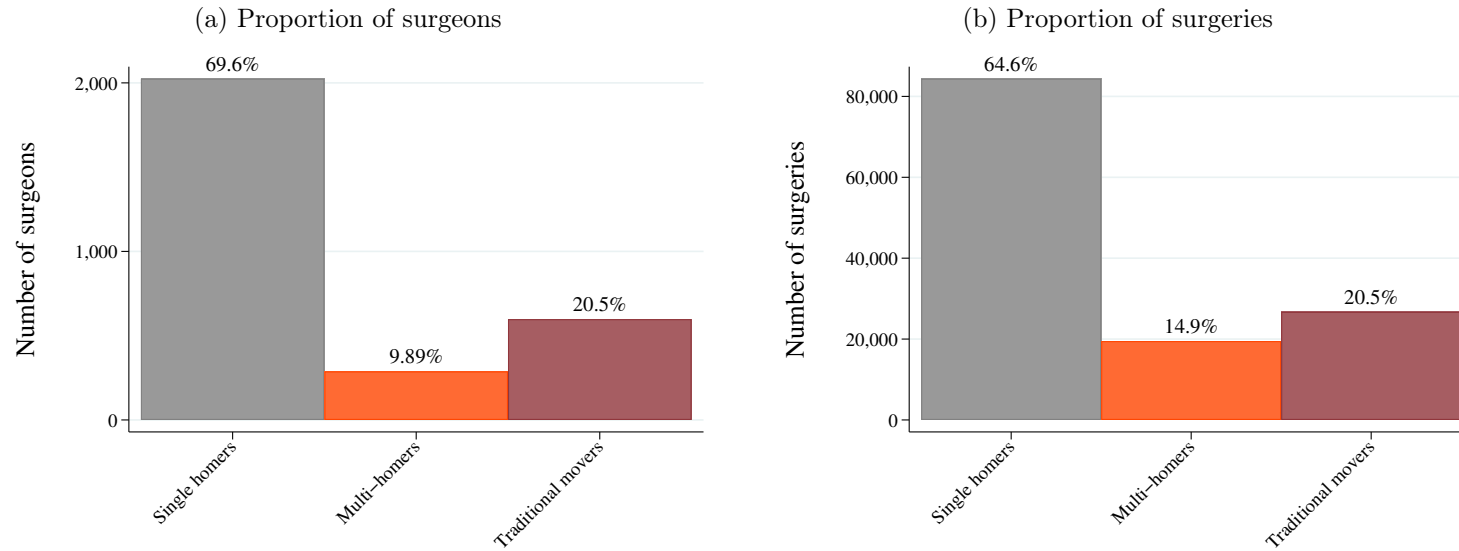 (a) Proportion of surgeons
Number of surgeons
2,000
1,000
0
69.6%
9.89%
20.5%
Single homers
Multi−homers
Traditional movers
(b) Proportion of surgeries
Number of surgeries
80,000
60,000
40,000
20,000
0
64.6%
14.9%
20.5%
Single homers
Multi−homers
Traditional movers